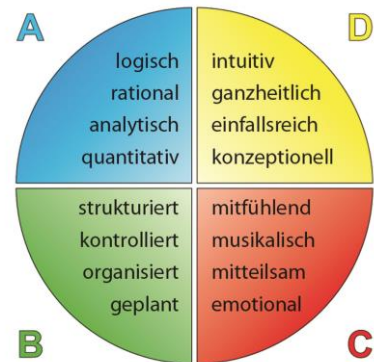 A
logisch
rational
analytisch
quantitativ
D
intuitiv
ganzheitlich
einfallsreich
konzeptionell
strukturiert
kontrolliert
organisiert
geplant
B
mitfühlend
musikalisch
mitteilsam
emotional
C